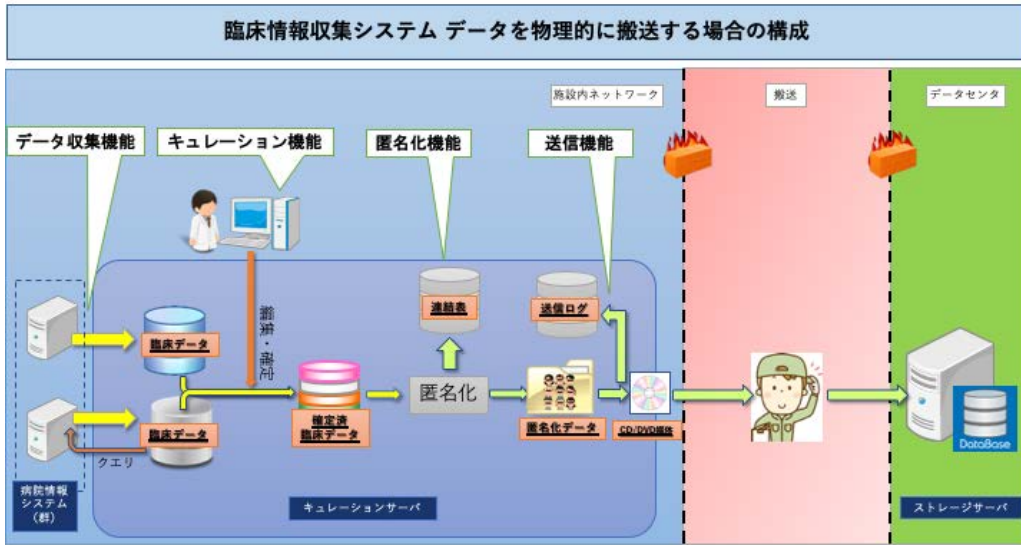 臨床情報収集システム データを物理的に搬送する場合の構成
施設内ネットワーク
搬送
データセンタ
データ収集機能
キュレーション機能
匿名化機能
送信機能
連結表
送信ログ
臨床データ
編集・確定
匿名化
臨床データ
確定済
臨床データ
匿名化データ
CD/DVD媒体
DataBase
クエリ
病院情報
システム
(群)
キュレーションサーバ
ストレージサーバ